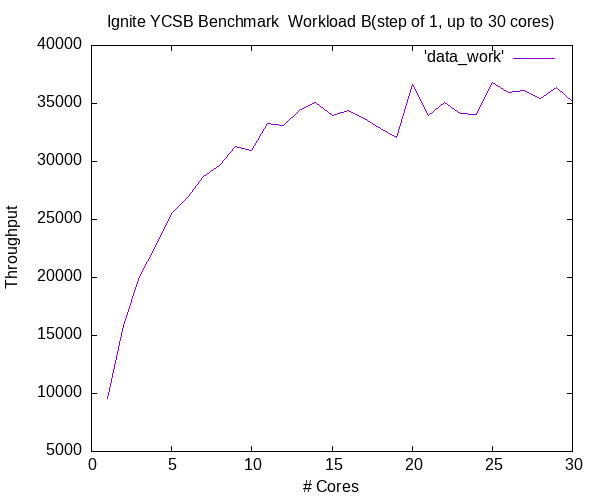 Ignite YCSB Benchmark  Workload B(step of 1, up to 30 cores)
40000
35000
30000
25000
20000
15000
10000
5000
Throughput
'data_work'
0 5 10 15 20 25 30
# Cores